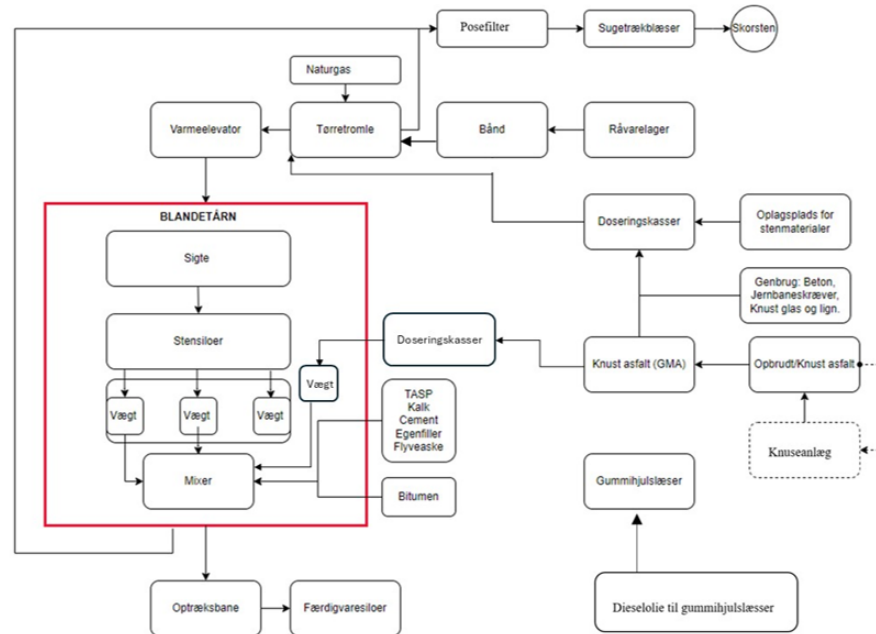 Posefilter
Sugetrækblæser
Skorsten
Naturgas
Varmeelevator
Tørretromle
Bånd
Råvarelager
BLANDETÅRN
Sigte
Doseringskasser
Oplagsplads for
stenmaterialer
Genbrug: Beton,
Jernbaneskræver,
Knust glas og lign.
Stensiloer
Doseringskasser
Knust asfalt (GMA)
Opbrudt/Knust asfalt
Vægt
Vægt
Vægt
Vægt
TASP
Kalk
Cement
Egenfiller
Flyveaske
Knuseanlæg
Mixer
Bitumen
Gummihjulslæser
Optræksbane
Færdigvaresiloer
Dieselolie til gummihjulslæsser